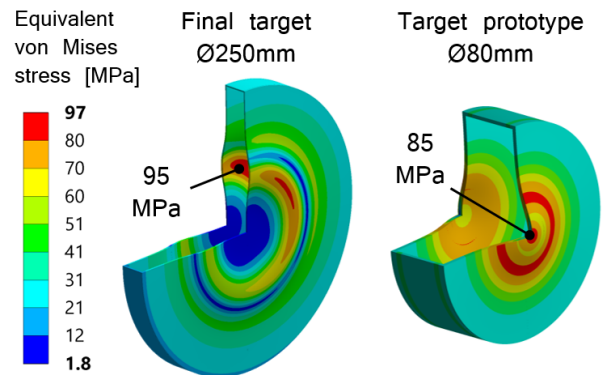 Equivalent
von Mises
stress [MPa]
Final target
Ø250mm
Target prototype
Ø80mm
97
80
70
60
51
41
31
21
12
1.8
95
MPa
85
MPa